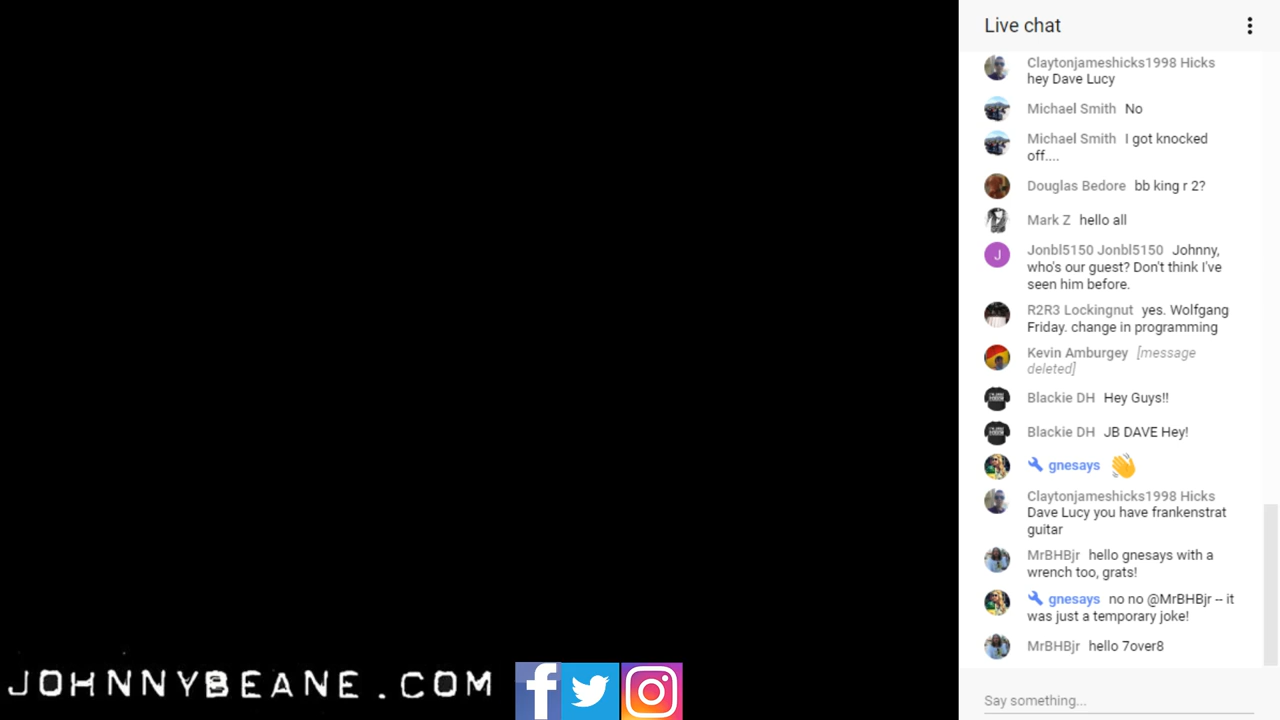 Live chat
Claytonjameshicks1998 Hicks
hey Dave Lucy
Michael Smith No
Michael Smith I got knocked
off....
Douglas Bedore bb king r 2?
Mark Z hello all
J
Jonbl5150 Jonbl5150 Johnny,
who's our guest? Don't think I've
seen him before.
R2R3 Lockingnut yes. Wolfgang
Friday. change in programming
Kevin Amburgey [message
deleted]
Blackie DH Hey Guys!!
Blackie DH JB DAVE Hey!
gnesays
Claytonjameshicks1998 Hicks
Dave Lucy you have frankenstrat
guitar
MrBHBjr hello gnesays with a
wrench too, grats!
gnesays no no @MrBHBjr -- it
was just a temporary joke!
MrBHBjr hello 7over8
Say something...
JOHNNYBEANE.COM